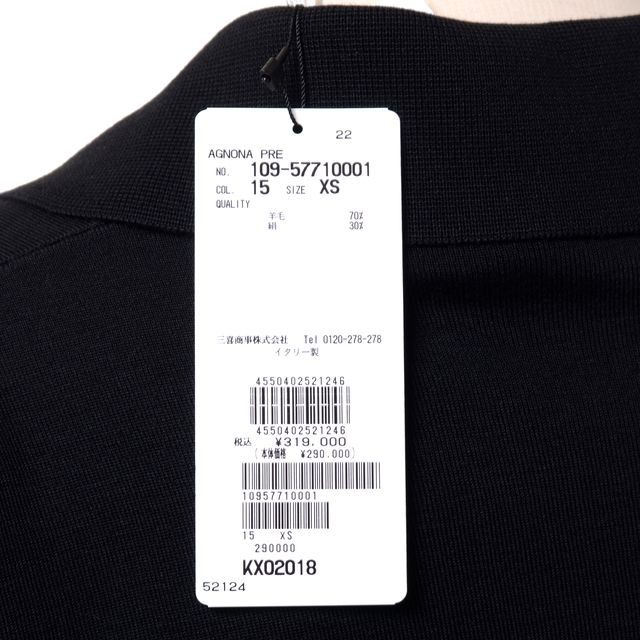 22
AGNONA PRE
NO. 109-57710001
COL. 15 SIZE XS
QUALITY
羊毛 70%
絹 30%
三喜商事株式会社 Tel 0120-278-278
イタリー製
4550402521246
4550402521246
税込 ¥319.000
( 本体価格 ¥290.000)
10957710001
15 XS
290000
KX02018
52124